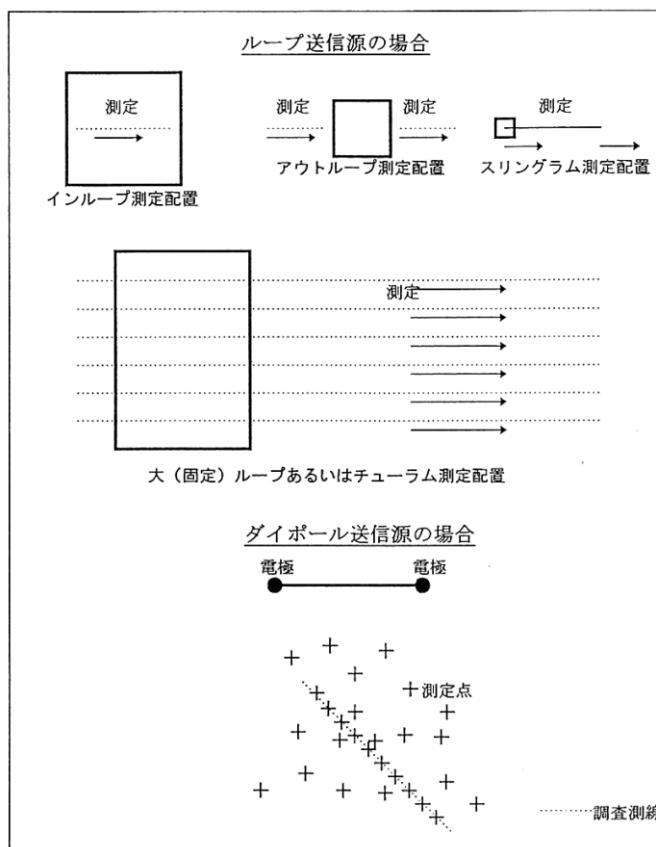 ループ送信源の場合
測定
測定
測定
測定
インループ測定配置
アウトループ測定配置
スリングラム測定配置
測定
大（固定）ループあるいはチューラム測定配置
ダイポール送信源の場合
電極
電極
測定点
調査測線